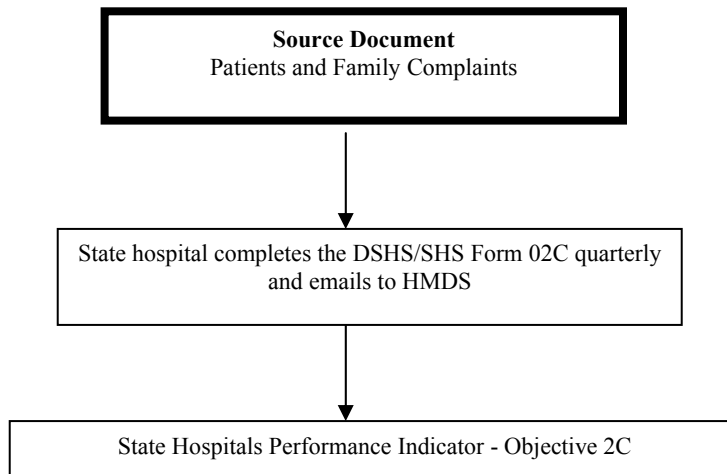 Source Document
Patients and Family Complaints
State hospital completes the DSHS/SHS Form 02C quarterly
and emails to HMDS
State Hospitals Performance Indicator - Objective 2C